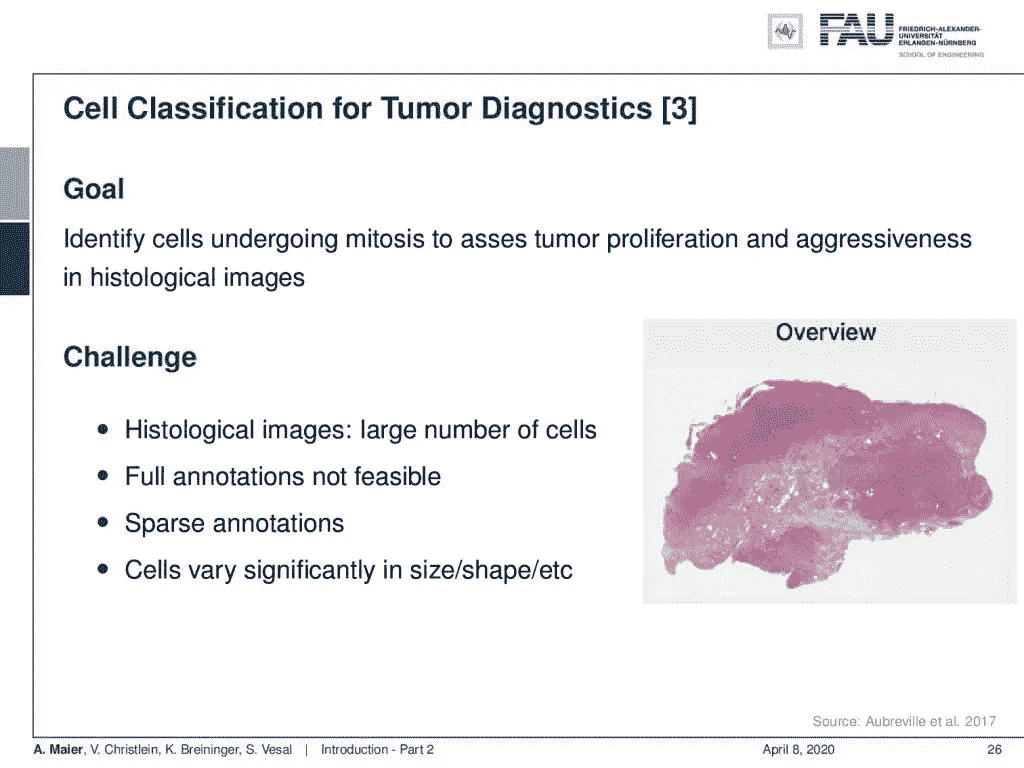 FAU
FRIEDRICH-ALEXANDER-
UNIVERSITÄT
ERLANGEN-NÜRNBERG
SCHOOL OF ENGINEERING
Cell Classification for Tumor Diagnostics [3]
Goal
Identify cells undergoing mitosis to asses tumor proliferation and aggressiveness
in histological images
Challenge
• Histological images: large number of cells
• Full annotations not feasible
• Sparse annotations
• Cells vary significantly in size/shape/etc
Overview
Source: Aubreville et al. 2017
A. Maier, V. Christlein, K. Breininger, S. Vesal | Introduction - Part 2 April 8, 2020 26